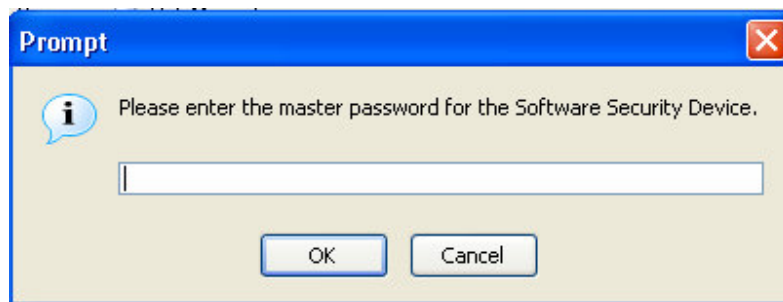 Prompt
Please enter the master password for the Software Security Device.
OK
Cancel